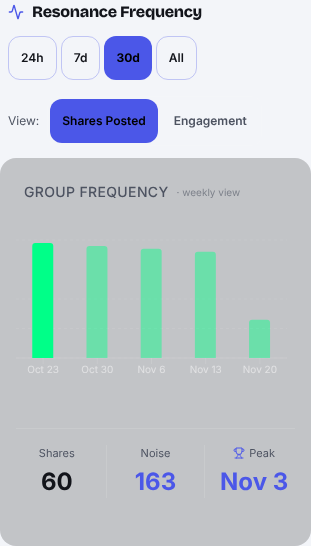 Resonance Frequency
24h 7d 30d All
View: Shares Posted Engagement
GROUP FREQUENCY · weekly view
Oct 23 Oct 30 Nov 6 Nov 13 Nov 20
Shares Noise Peak
60 163 Nov 3